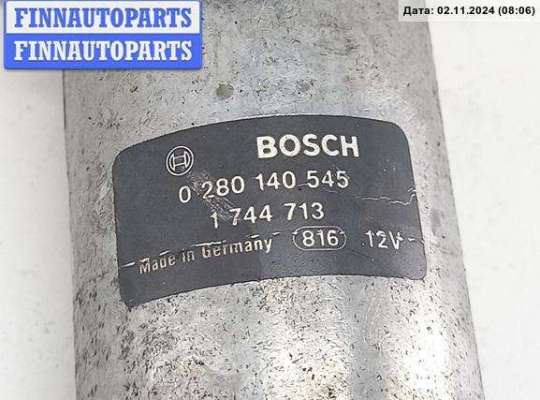 FINNAUTOPARTS
FINNAUTOPARTS
FINNAUTOPARTS
Дата: 02.11.2024 (08:06)
BOSCH
0 280 140 545
1 744 713
Made in Germany 816 12V